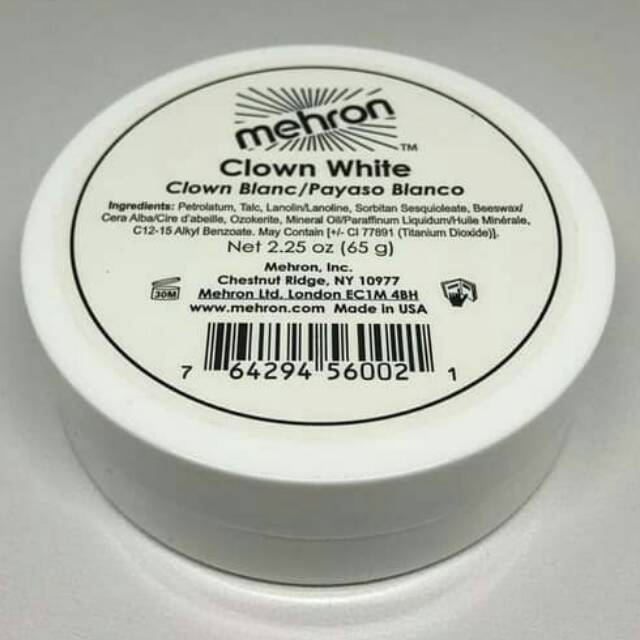 mehron™
Clown White
Clown Blanc/Payaso Blanco
Ingredients: Petrolatum, Talc, Lanolin/Lanoline, Sorbitan Sesquioleate, Beeswax/
Cera Alba/Cire d'abeille, Ozokerite, Mineral Oil/Paraffinum Liquidum/Huile Minérale,
C12-15 Alkyl Benzoate. May Contain [+/- CI 77891 (Titanium Dioxide)].
Net 2.25 oz (65 g)
Mehron, Inc.
Chestnut Ridge, NY 10977
30M Mehron Ltd. London EC1M 4BH
www.mehron.com Made in USA
7 64294 56002 1